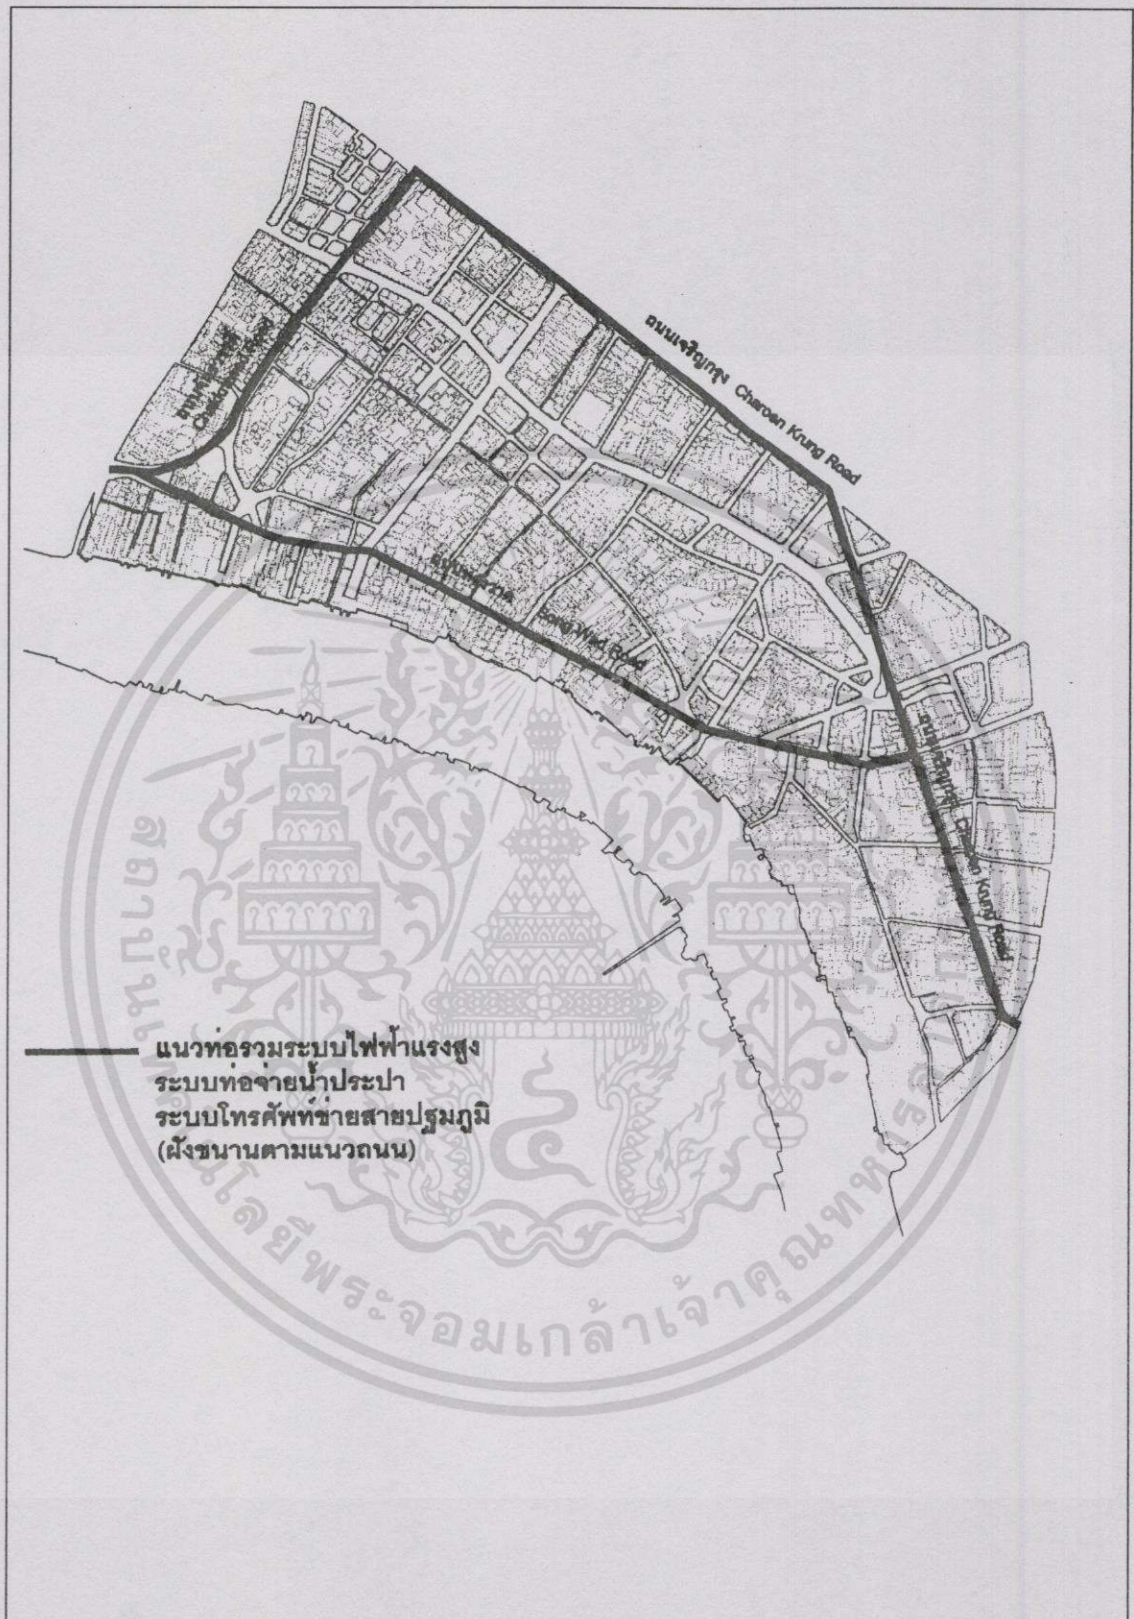 ถนนเจริญกรุง Charoen Krung Road
Song Wad Road
แนวท่อรวมระบบไฟฟ้าแรงสูง
ระบบท่อจ่ายน้ำประปา
ระบบโทรศัพท์ข่ายสายปฐมภูมิ
(ฝังขนานตามแนวถนน)
พระจอมเกล้าเจ้าคุณทหาร